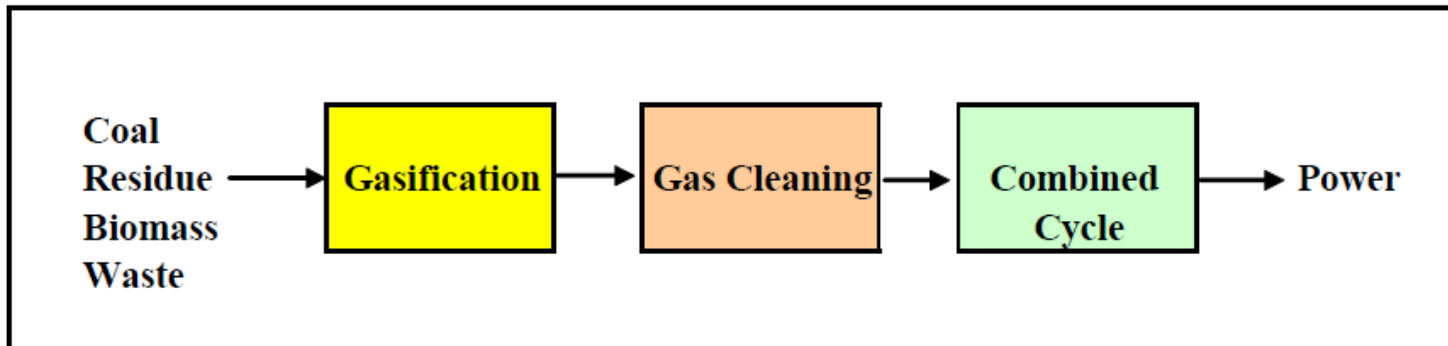 Coal
Residue
Biomass
Waste
Gasification
Gas Cleaning
Combined
Cycle
Power